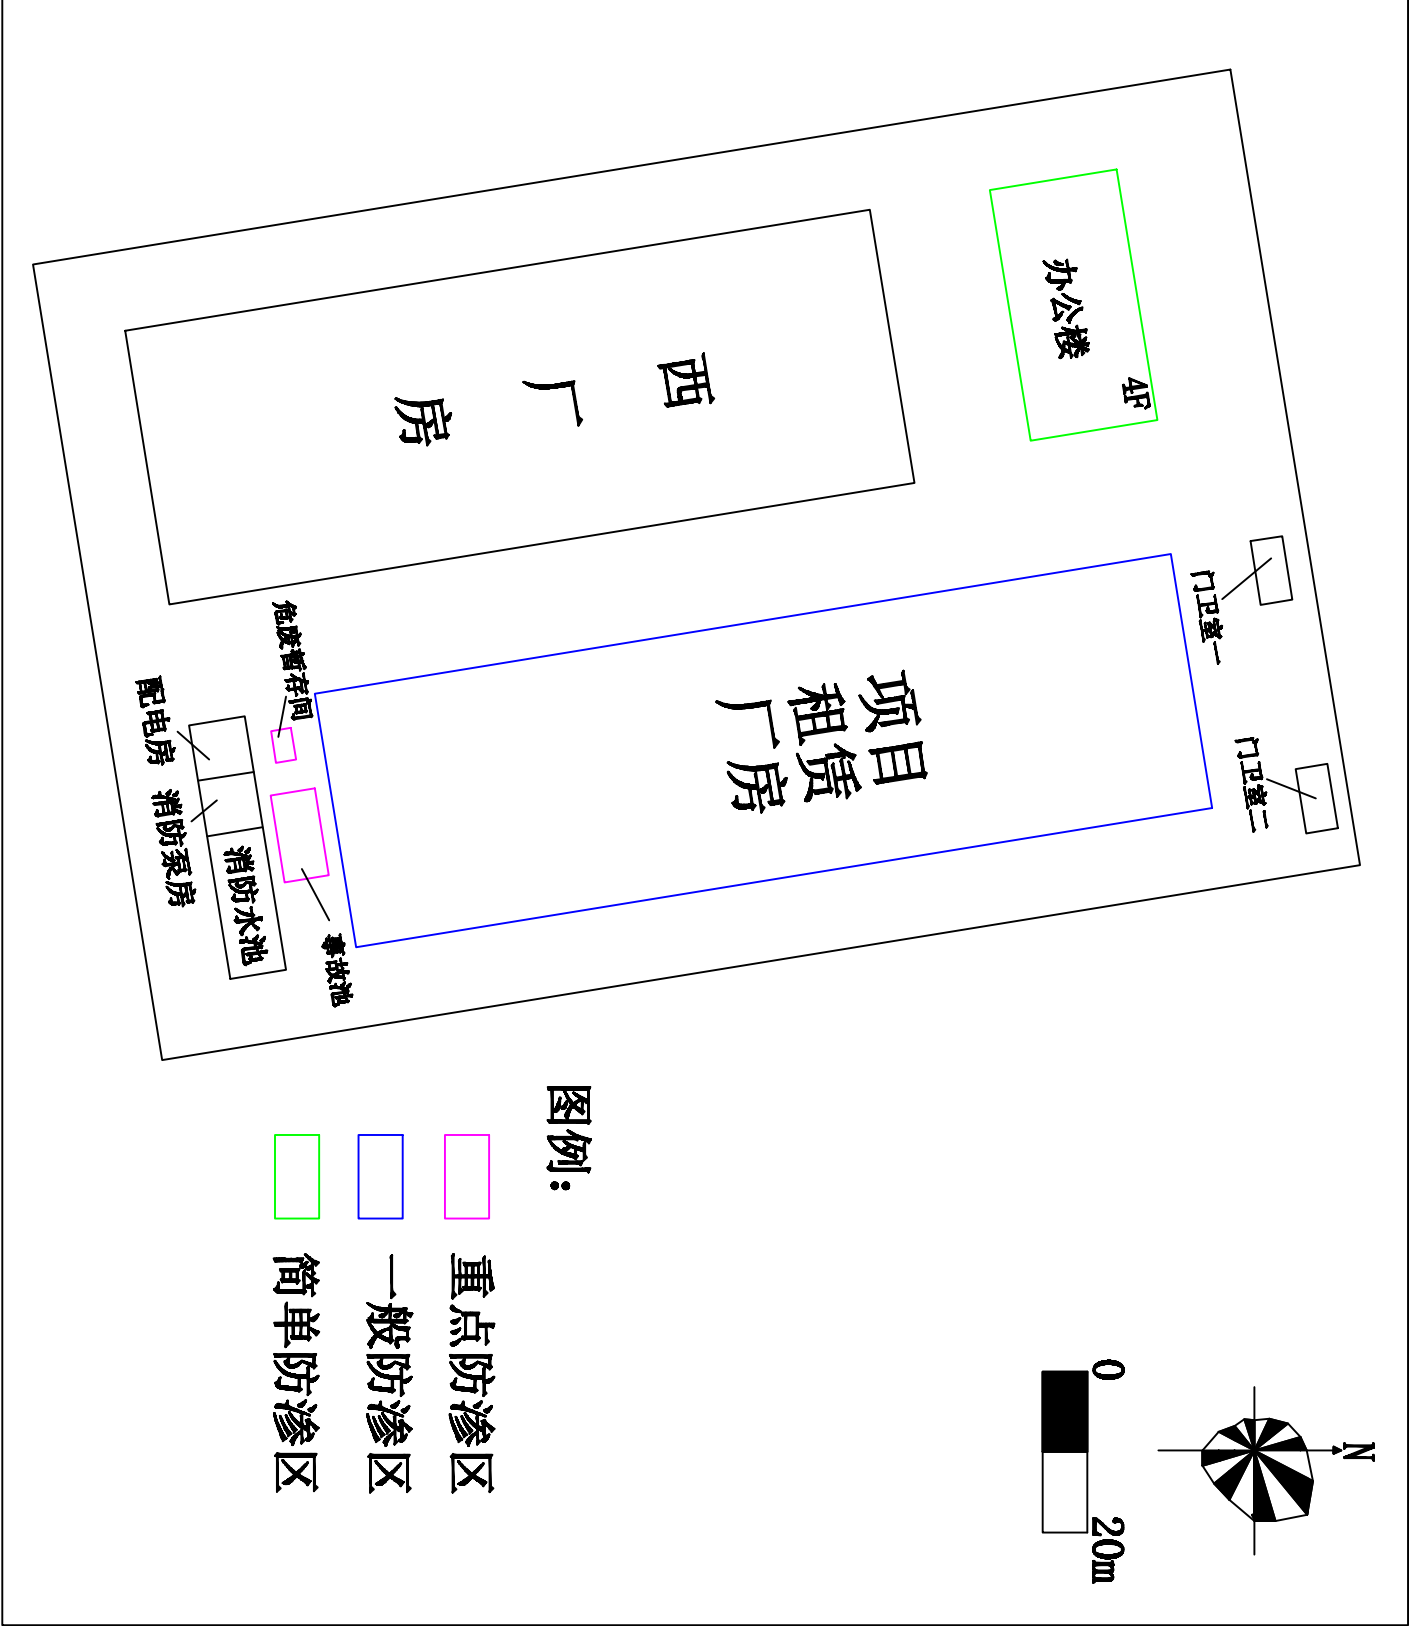 办公楼
4F
西
厂
房
门卫室一
门卫室二
项目
租赁
厂房
危废暂存间
配电房
消防泵房
消防水池
事故池
图例:
重点防渗区
一般防渗区
简单防渗区
N
0
20m